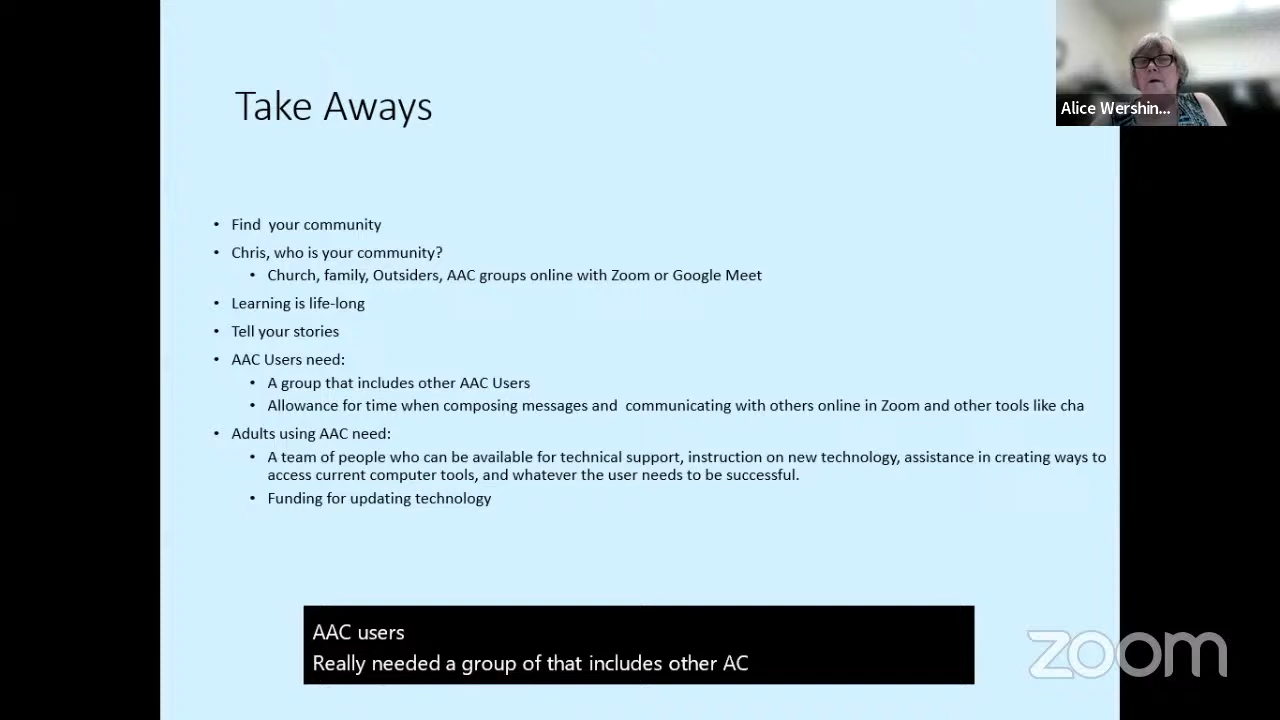 Take Aways
Alice Wershin...
• Find  your community
• Chris, who is your community?
• Church, family, Outsiders, AAC groups online with Zoom or Google Meet
• Learning is life-long
• Tell your stories
• AAC Users need:
• A group that includes other AAC Users
• Allowance for time when composing messages and  communicating with others online in Zoom and other tools like cha
• Adults using AAC need:
• A team of people who can be available for technical support, instruction on new technology, assistance in creating ways to
access current computer tools, and whatever the user needs to be successful.
• Funding for updating technology
AAC users
Really needed a group of that includes other AC
zoom